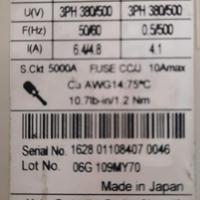 U(V) 3PH 380/500 3PH 380/500
F(Hz) 50/60 0.5/500
I(A) 6.4/4.8 4.1
S.Ckt 5000A FUSE CC/J 10Amax
Cu AWG14.75°C
10.7lb-in/1.2 Nm
Serial 1628 01108407 0046
Lot No. 06G 109MY70
Made in Japan